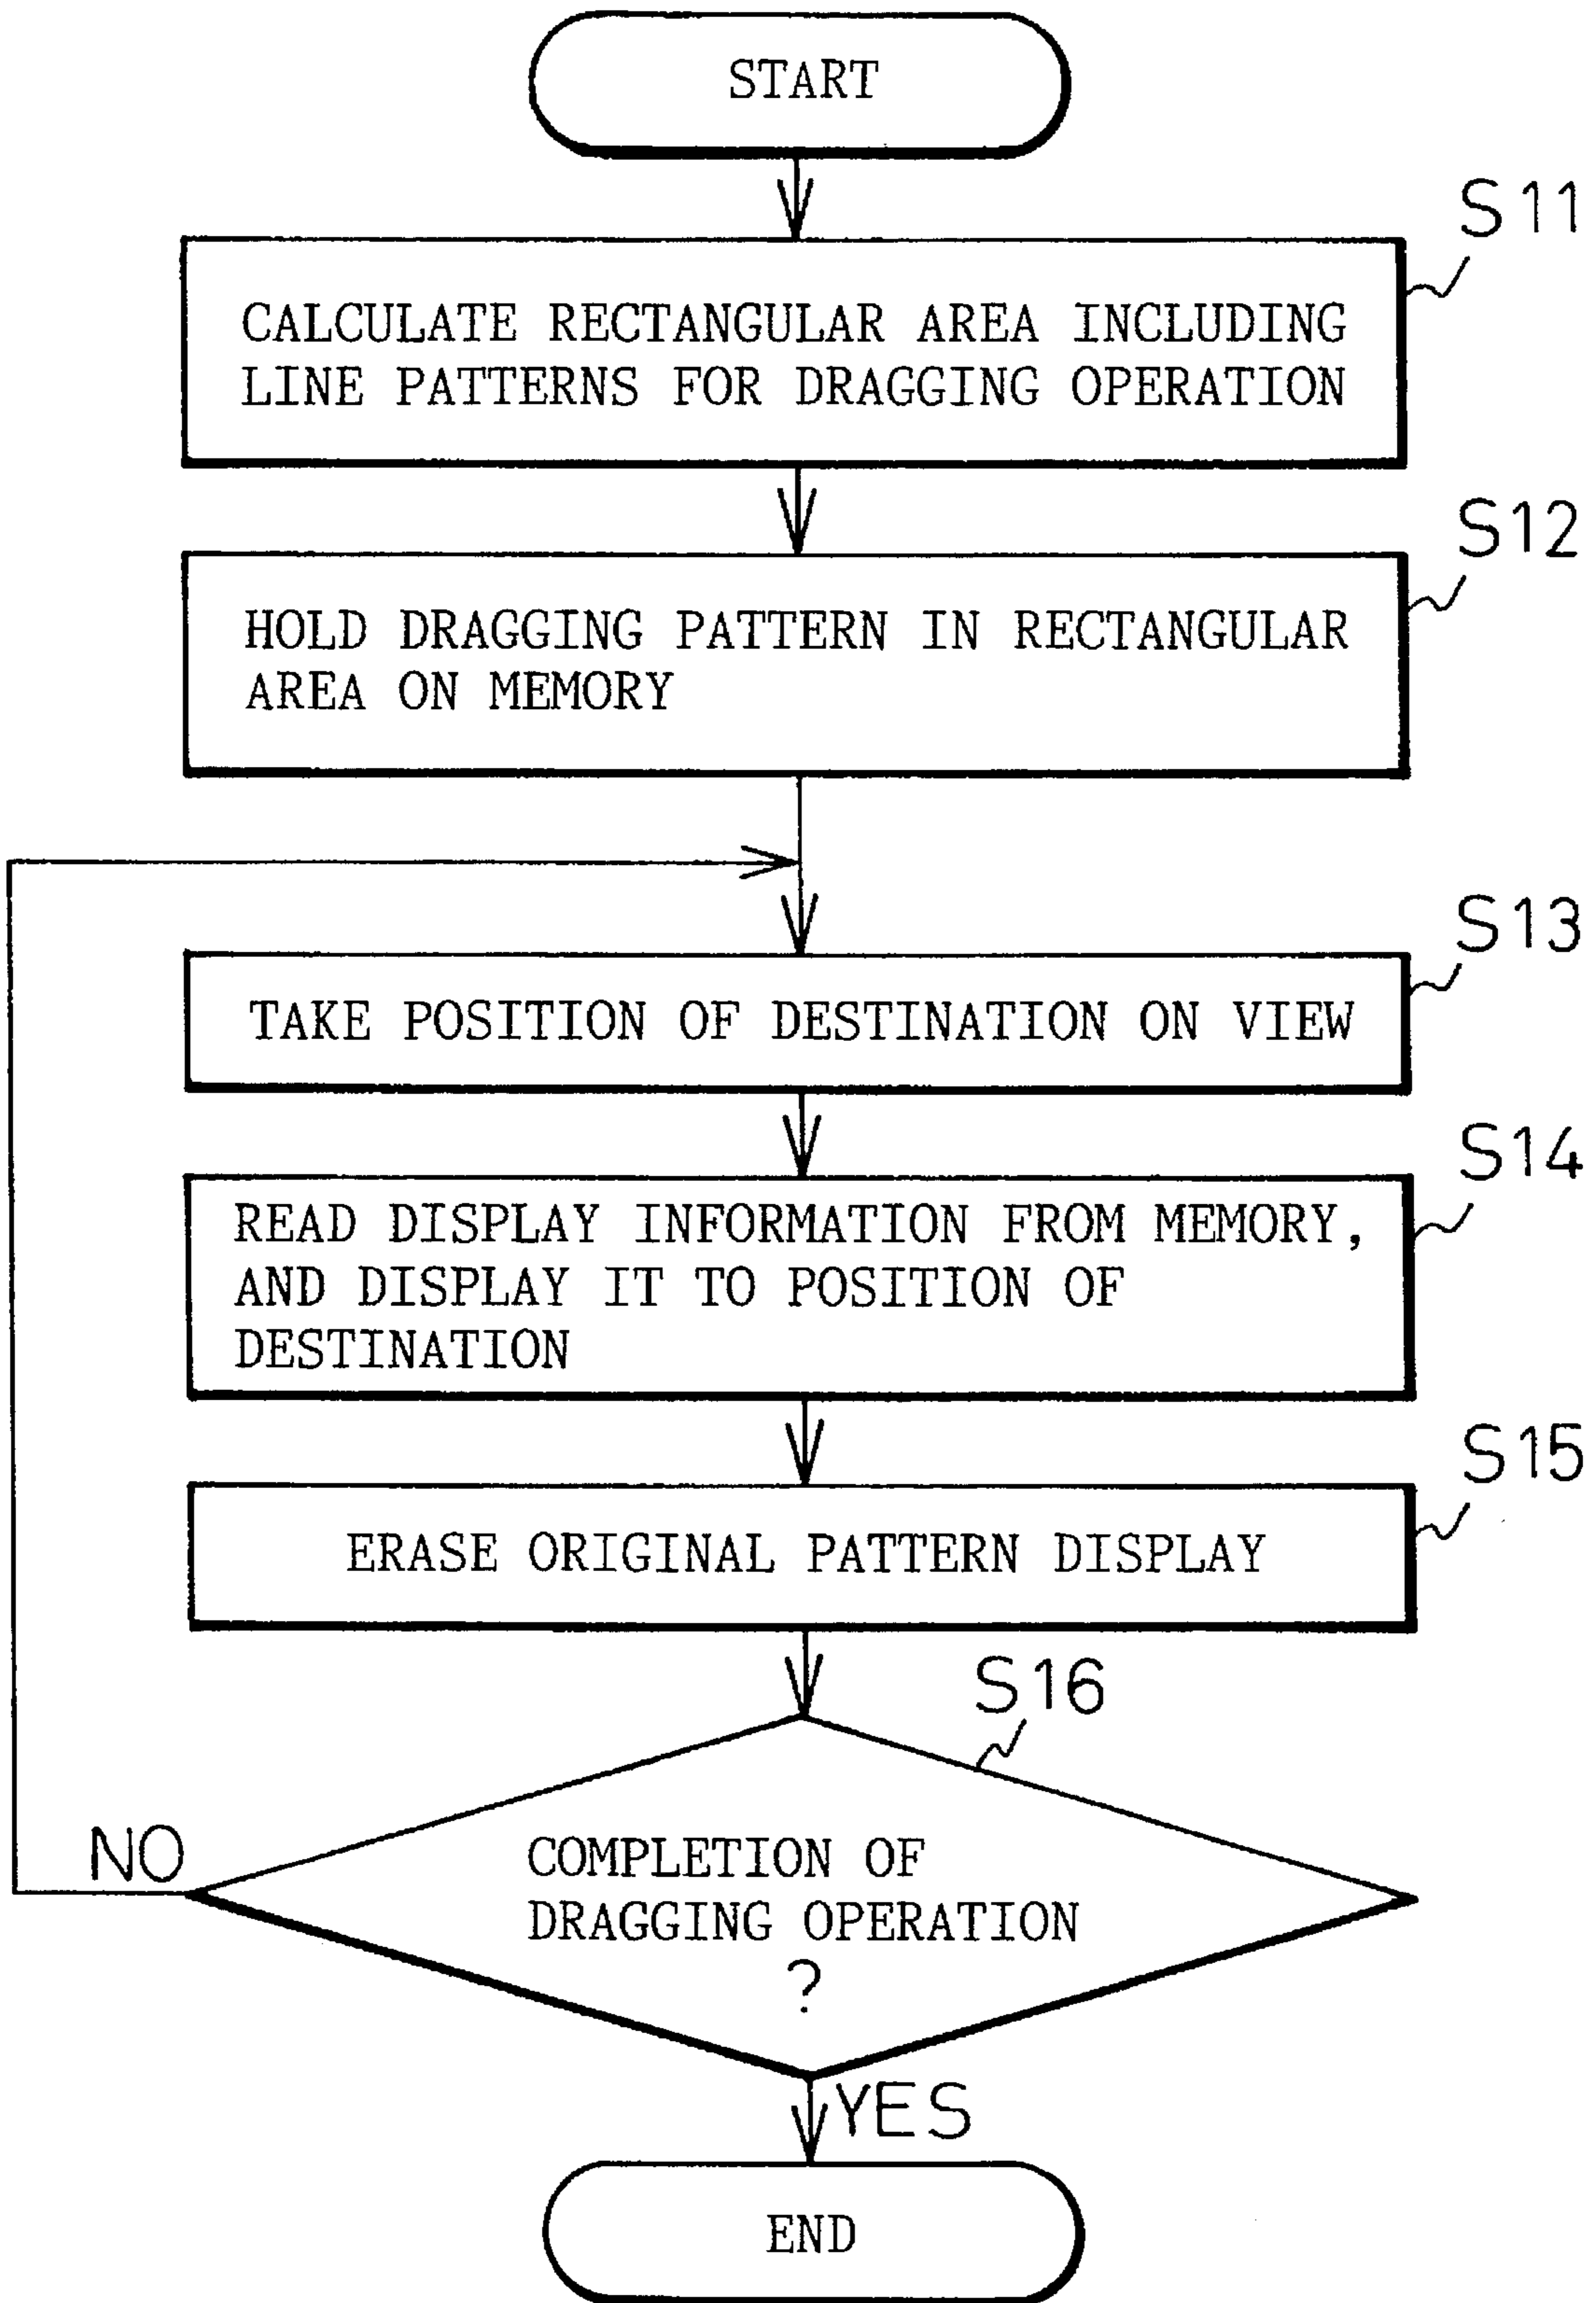 START
S11
CALCULATE RECTANGULAR AREA INCLUDING
LINE PATTERNS FOR DRAGGING OPERATION
S12
HOLD DRAGGING PATTERN IN RECTANGULAR
AREA ON MEMORY
S13
TAKE POSITION OF DESTINATION ON VIEW
S14
READ DISPLAY INFORMATION FROM MEMORY,
AND DISPLAY IT TO POSITION OF
DESTINATION
S15
ERASE ORIGINAL PATTERN DISPLAY
S16
NO
COMPLETION OF
DRAGGING OPERATION
?
YES
END